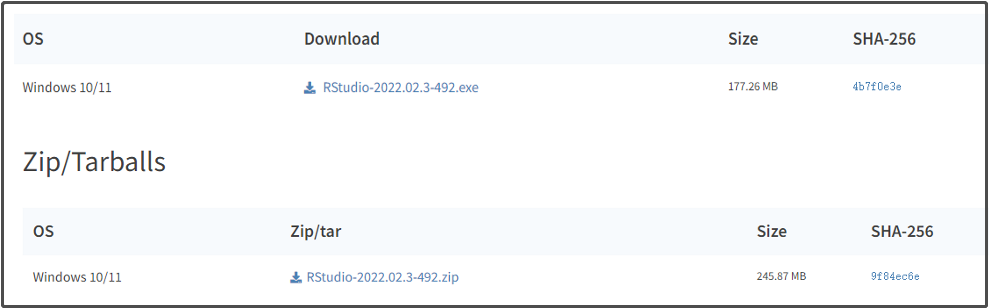 OS Download Size SHA-256
Windows 10/11 RStudio-2022.02.3-492.exe 177.26 MB 4b7f0e3e
Zip/Tarballs
OS Zip/tar Size SHA-256
Windows 10/11 RStudio-2022.02.3-492.zip 245.87 MB 9f84ec6e